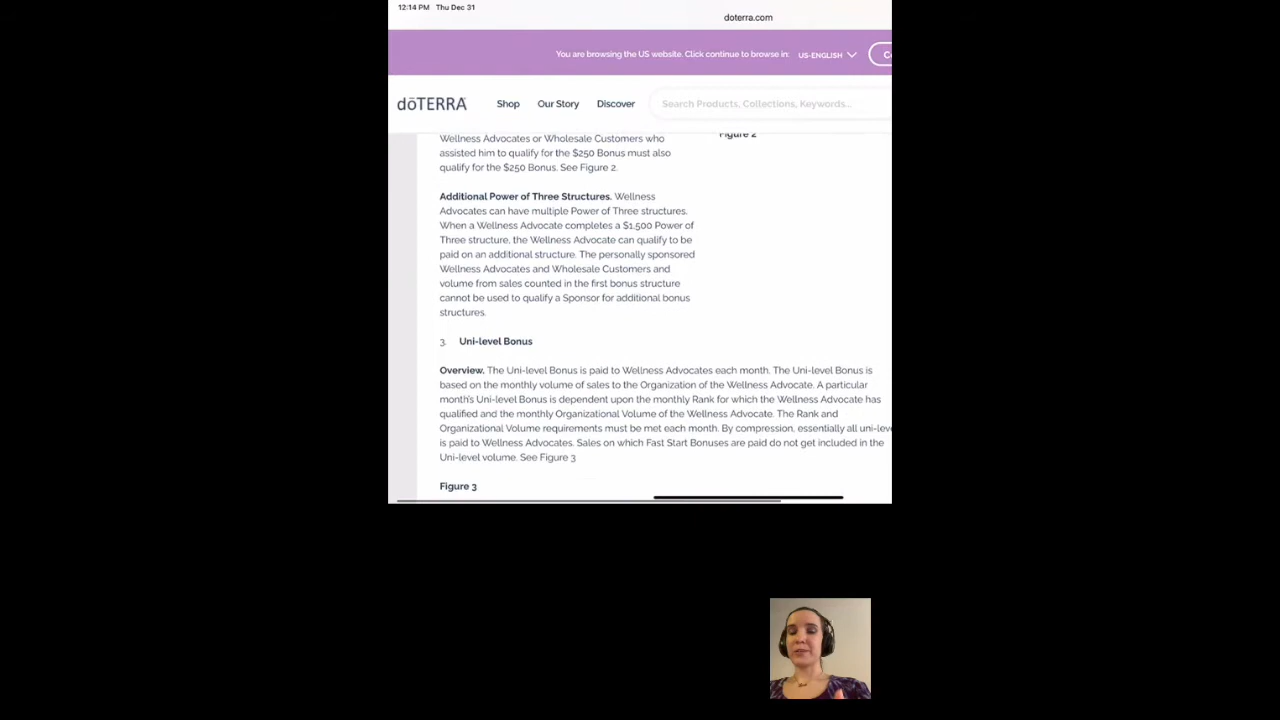 12:14 PM Thu Dec 31
doterra.com
You are browsing the US website. Click continue to browse in: US-ENGLISH
dōTERRA Shop Our Story Discover Search Products, Collections, Keywords...
Figure 2
Wellness Advocates or Wholesale Customers who
assisted him to qualify for the $250 Bonus must also
qualify for the $250 Bonus. See Figure 2.
Additional Power of Three Structures. Wellness
Advocates can have multiple Power of Three structures.
When a Wellness Advocate completes a $1,500 Power of
Three structure, the Wellness Advocate can qualify to be
paid on an additional structure. The personally sponsored
Wellness Advocates and Wholesale Customers and
volume from sales counted in the first bonus structure
cannot be used to qualify a Sponsor for additional bonus
structures.
3. Uni-level Bonus
Overview. The Uni-level Bonus is paid to Wellness Advocates each month. The Uni-level Bonus is
based on the monthly volume of sales to the Organization of the Wellness Advocate. A particular
month's Uni-level Bonus is dependent upon the monthly Rank for which the Wellness Advocate has
qualified and the monthly Organizational Volume of the Wellness Advocate. The Rank and
Organizational Volume requirements must be met each month. By compression, essentially all uni-leve
is paid to Wellness Advocates. Sales on which Fast Start Bonuses are paid do not get included in the
Uni-level volume. See Figure 3
Figure 3